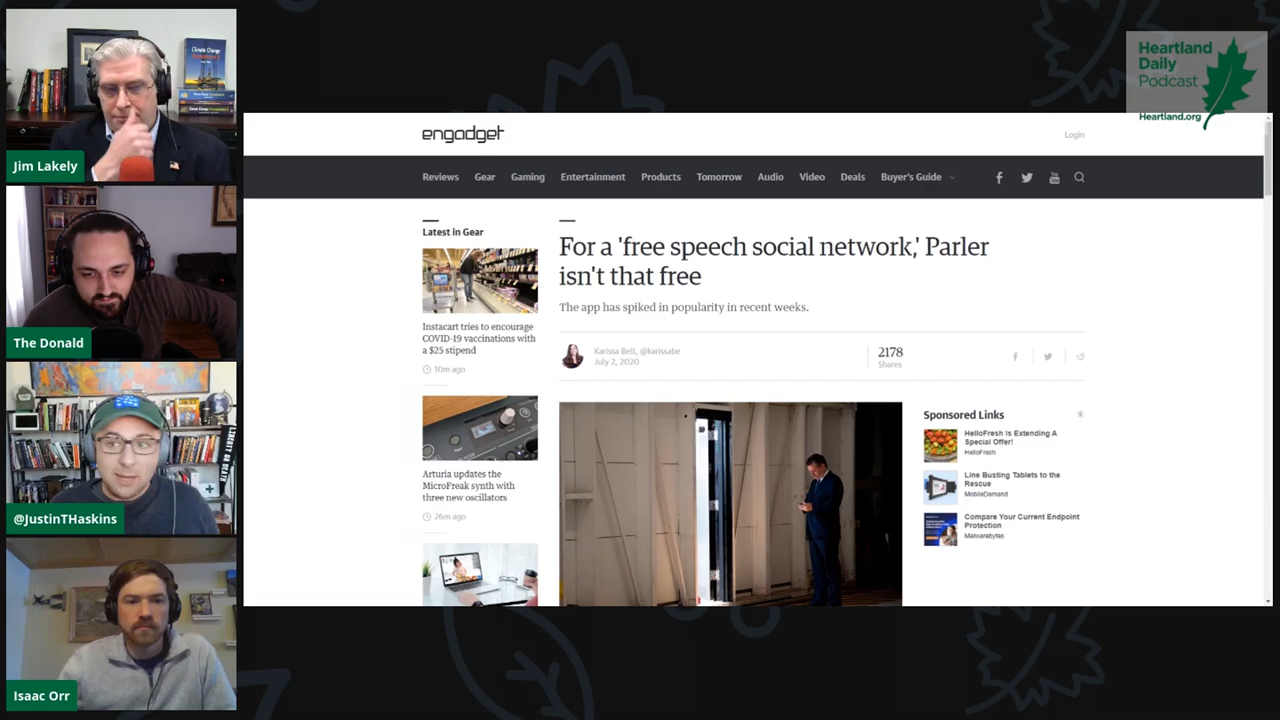 Jim Lakely
The Donald
LIBERTY OR DEATH
@JustinTHaskins
Isaac Orr
Heartland
Daily
Podcast
Heartland.org
engadget
Login
Reviews Gear Gaming Entertainment Products Tomorrow Audio Video Deals Buyer's Guide
Latest in Gear
Instacart tries to encourage
COVID-19 vaccinations with
a $25 stipend
10m ago
Arturia updates the
MicroFreak synth with
three new oscillators
26m ago
For a 'free speech social network,' Parler
isn't that free
The app has spiked in popularity in recent weeks.
Karissa Bell, @karissabe
July 2, 2020
2178
Shares
Sponsored Links
HelloFresh Is Extending A
Special Offer!
HelloFresh
Line Busting Tablets to the
Rescue
MobileDemand
Compare Your Current Endpoint
Protection
Malwarebytes